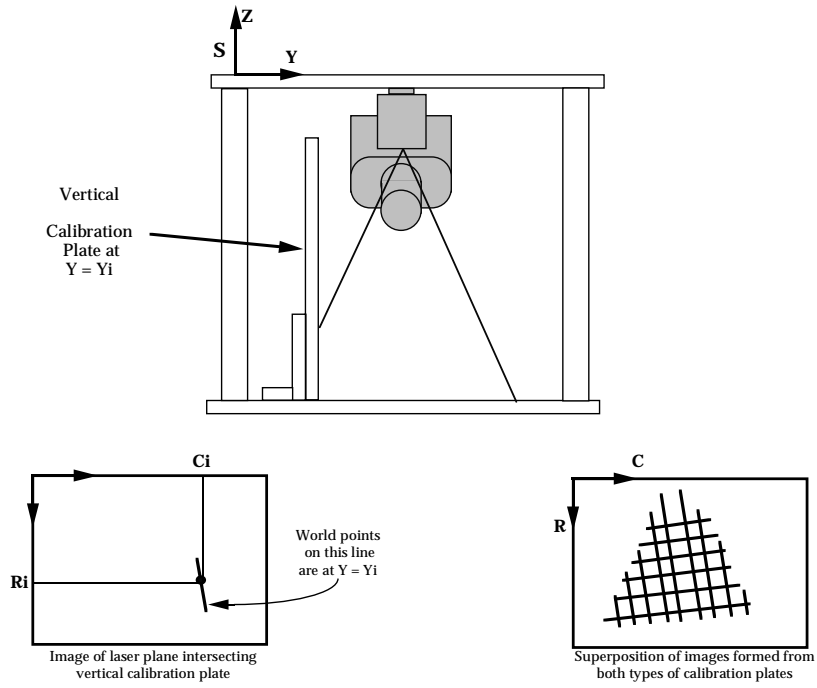 Z
S
Y
Vertical
Calibration
Plate at
Y = Yi
Ci
Ri
World points
on this line
are at Y = Yi
Image of laser plane intersecting
vertical calibration plate
C
R
Superposition of images formed from
both types of calibration plates